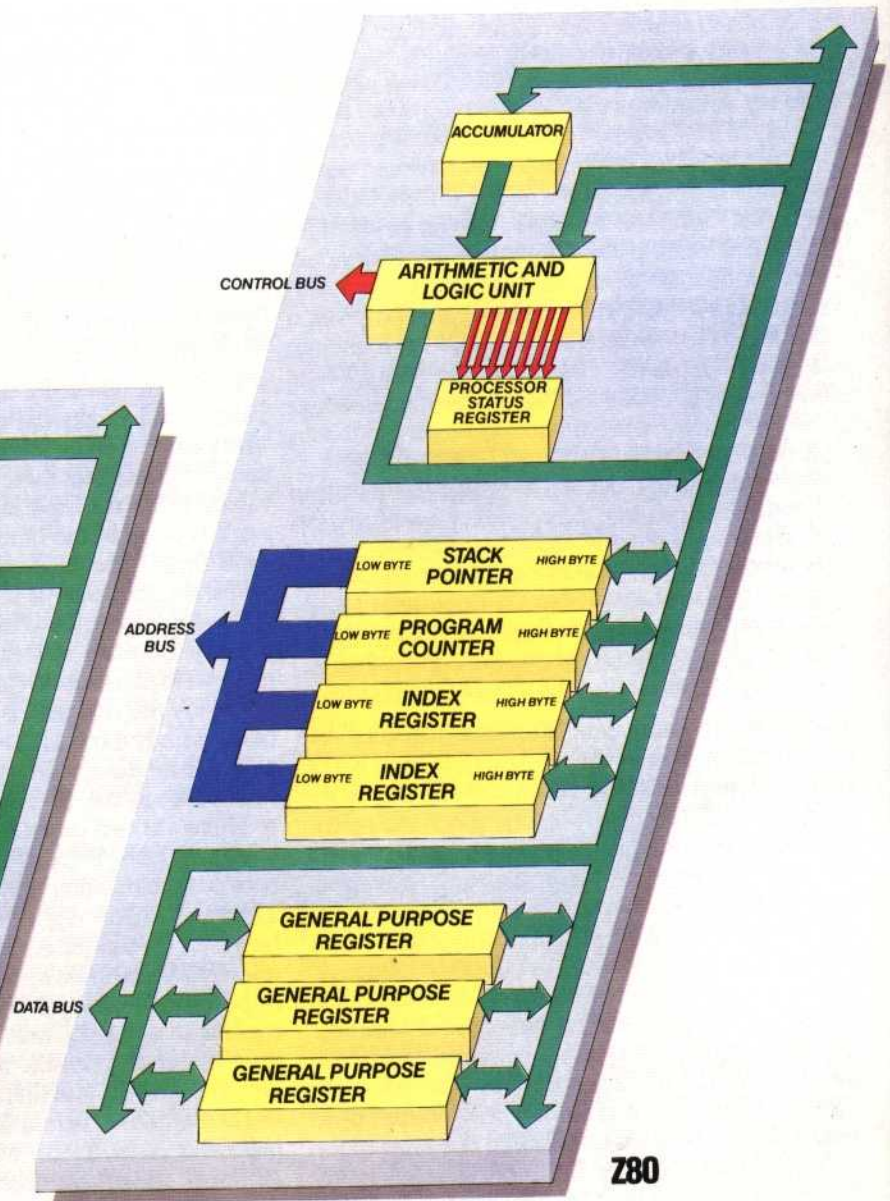 ACCUMULATOR
CONTROL BUS
ARITHMETIC AND
LOGIC UNIT
PROCESSOR
STATUS
REGISTER
LOW BYTE
STACK
POINTER
HIGH BYTE
ADDRESS
BUS
LOW BYTE
PROGRAM
COUNTER
HIGH BYTE
LOW BYTE
INDEX
REGISTER
HIGH BYTE
LOW BYTE
INDEX
REGISTER
HIGH BYTE
GENERAL PURPOSE
REGISTER
DATA BUS
GENERAL PURPOSE
REGISTER
GENERAL PURPOSE
REGISTER
Z80